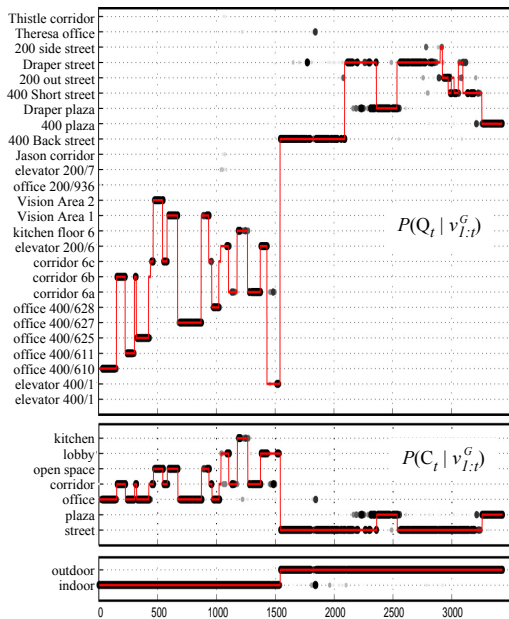 Thistle corridor
Theresa office
200 side street
Draper street
200 out street
400 Short street
Draper plaza
400 plaza
400 Back street
Jason corridor
elevator 200/7
office 200/936
Vision Area 2
Vision Area 1
kitchen floor 6
elevator 200/6
corridor 6c
corridor 6b
corridor 6a
office 400/628
office 400/627
office 400/625
office 400/611
office 400/610
elevator 400/1
elevator 400/1
P(Q_t | v^G_{1:t})
kitchen
lobby
open space
corridor
office
plaza
street
P(C_t | v^G_{1:t})
outdoor
indoor
0 500 1000 1500 2000 2500 3000